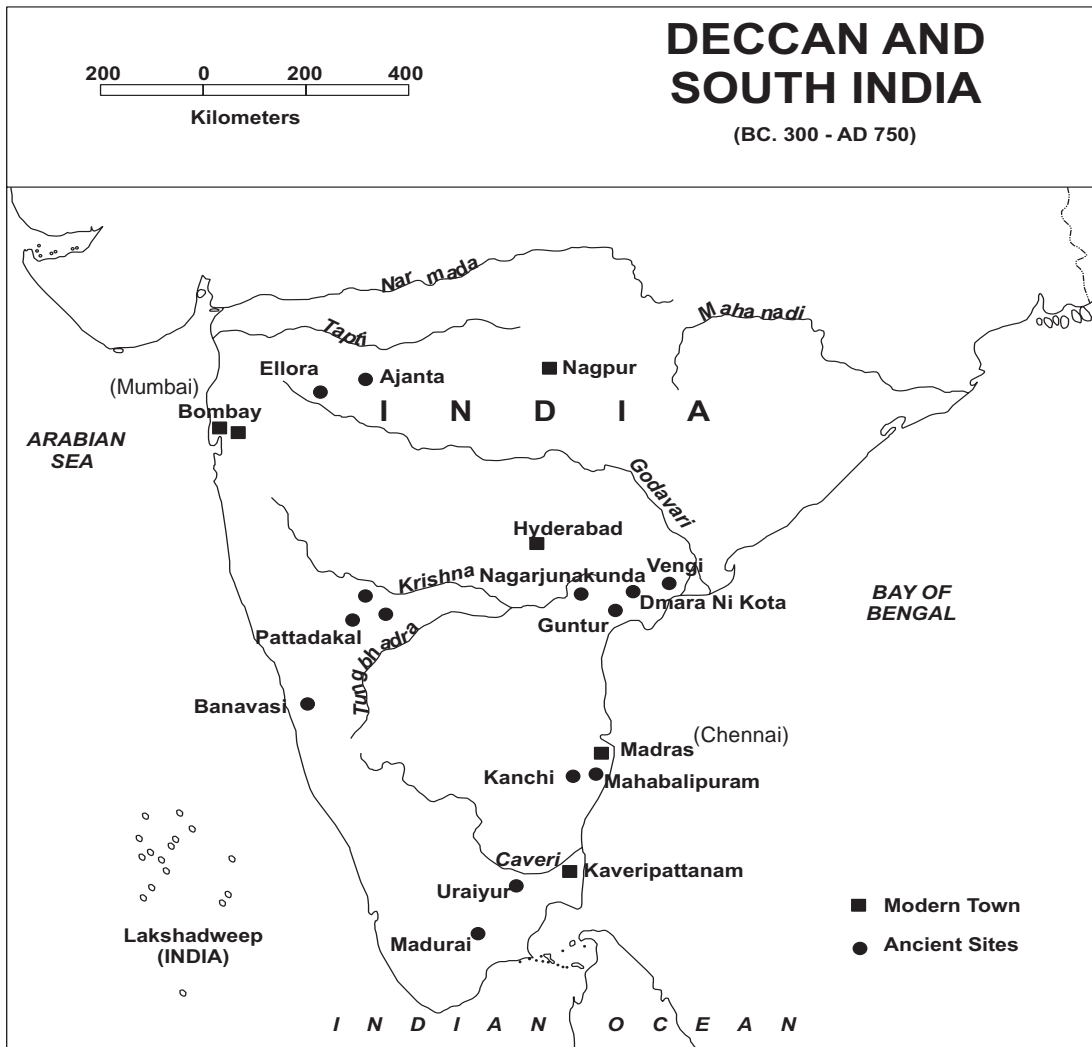 DECCAN AND
SOUTH INDIA
(BC. 300 - AD 750)
200 0 200 400
Kilometers
Nar mada
Tapti
Maha nadi
Ellora
Ajanta
Nagpur
(Mumbai)
Bombay
I N D I A
ARABIAN
SEA
Godavari
Hyderabad
Krishna
Nagarjunakunda
Vengi
Dmara Ni Kota
Guntur
BAY OF
BENGAL
Pattadakal
Tungbhadra
Banavasi
Madras
(Chennai)
Kanchi
Mahabalipuram
Caveri
Kaveripattanam
Uraiyur
Madurai
Lakshadweep
(INDIA)
Modern Town
Ancient Sites
I N D I A N O C E A N